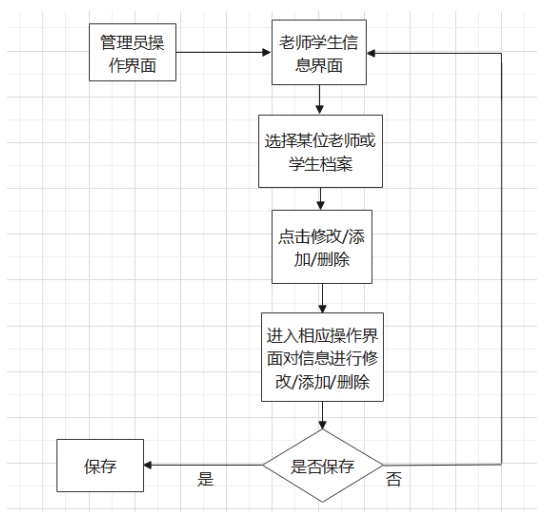 管理员操
作界面
老师学生信
息界面
选择某位老师或
学生档案
点击修改/添
加/删除
进入相应操作界
面对信息进行修
改/添加/删除
是否保存
保存
是
否